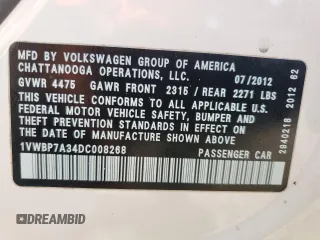 MFD. BY VOLKSWAGEN GROUP OF AMERICA
CHATTANOOGA OPERATIONS, LLC. 07/2012
GVWR 4475 GAWR FRONT 2315 / REAR 2271 LBS
THIS VEHICLE CONFORMS TO ALL APPLICABLE U.S.
FEDERAL MOTOR VEHICLE SAFETY, BUMPER, AND
THEFT PREVENTION STANDARDS IN EFFECT ON
THE DATE OF MANUFACTURE SHOWN ABOVE.
1VWBP7A34DC008268 PASSENGER CAR
2940218 2012 62
DREAMBID